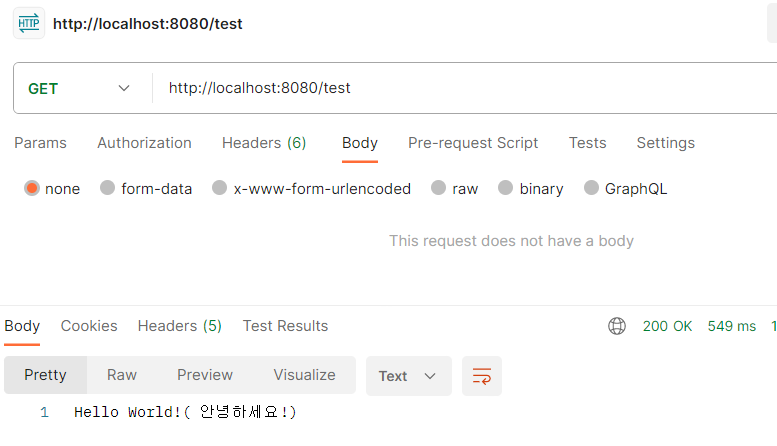 HTTP http://localhost:8080/test
GET http://localhost:8080/test
Params Authorization Headers (6) Body Pre-request Script Tests Settings
none form-data x-www-form-urlencoded raw binary GraphQL
This request does not have a body
Body Cookies Headers (5) Test Results 200 OK 549 ms 1
Pretty Raw Preview Visualize Text
1 Hello World!( 안녕하세요!)